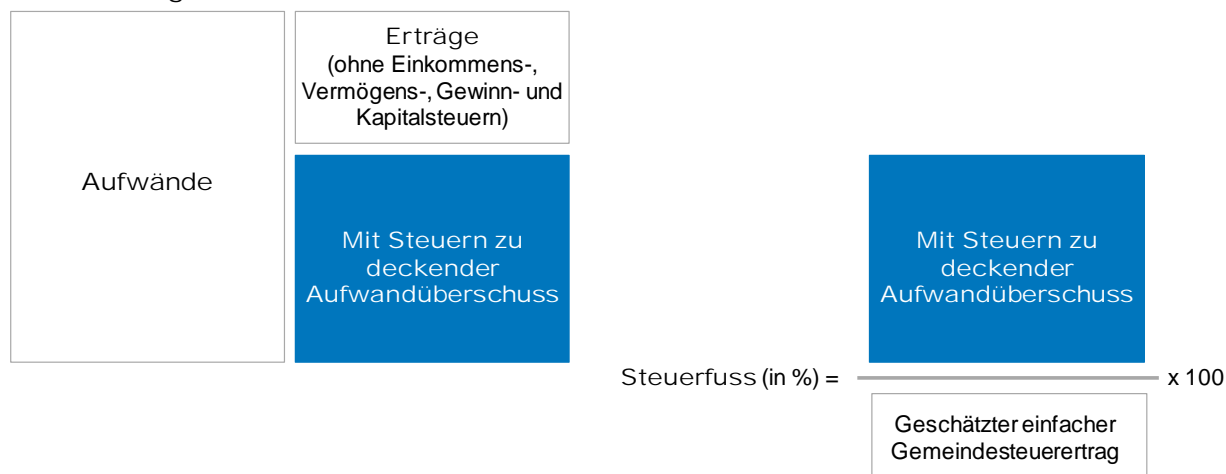 Erträge
(ohne Einkommens-,
Vermögens-, Gewinn- und
Kapitalsteuern)
Aufwände
Mit Steuern zu
deckender
Aufwandüberschuss
Mit Steuern zu
deckender
Aufwandüberschuss
Steuerfuss (in %) = x 100
Geschätzter einfacher
Gemeindesteuerertrag